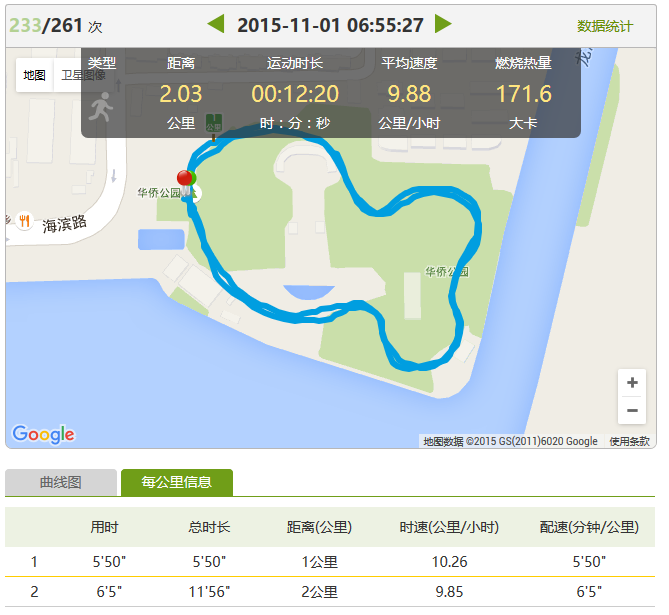 233/261 次
2015-11-01 06:55:27
数据统计
地图 卫星图像
类型 距离 运动时长 平均速度 燃烧热量
2.03 00:12:20 9.88 171.6
公里 时:分:秒 公里/小时 大卡
1
公里
华侨公园
海滨路
华侨公园
龙
+
−
Google
地图数据 ©2015 GS(2011)6020 Google 使用条款
曲线图 每公里信息
用时 总时长 距离(公里) 时速(公里/小时) 配速(分钟/公里)
1 5'50" 5'50" 1公里 10.26 5'50"
2 6'5" 11'56" 2公里 9.85 6'5"